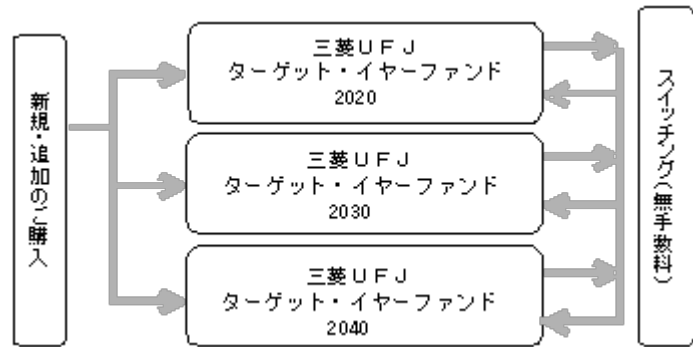 新規・追加のご購入
三菱ＵＦＪ
ターゲット・イヤーファンド
2020
三菱ＵＦＪ
ターゲット・イヤーファンド
2030
三菱ＵＦＪ
ターゲット・イヤーファンド
2040
スイッチング（無手数料）